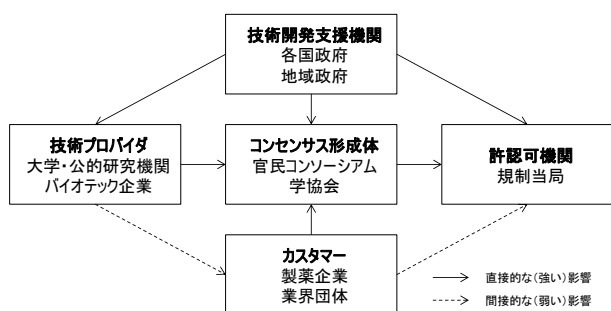 技術開発支援機関
各国政府
地域政府
技術プロバイダ
大学・公的研究機関
バイオテック企業
コンセンサス形成体
官民コンソーシアム
学協会
許認可機関
規制当局
カスタマー
製薬企業
業界団体
直接的な(強い)影響
間接的な(弱い)影響